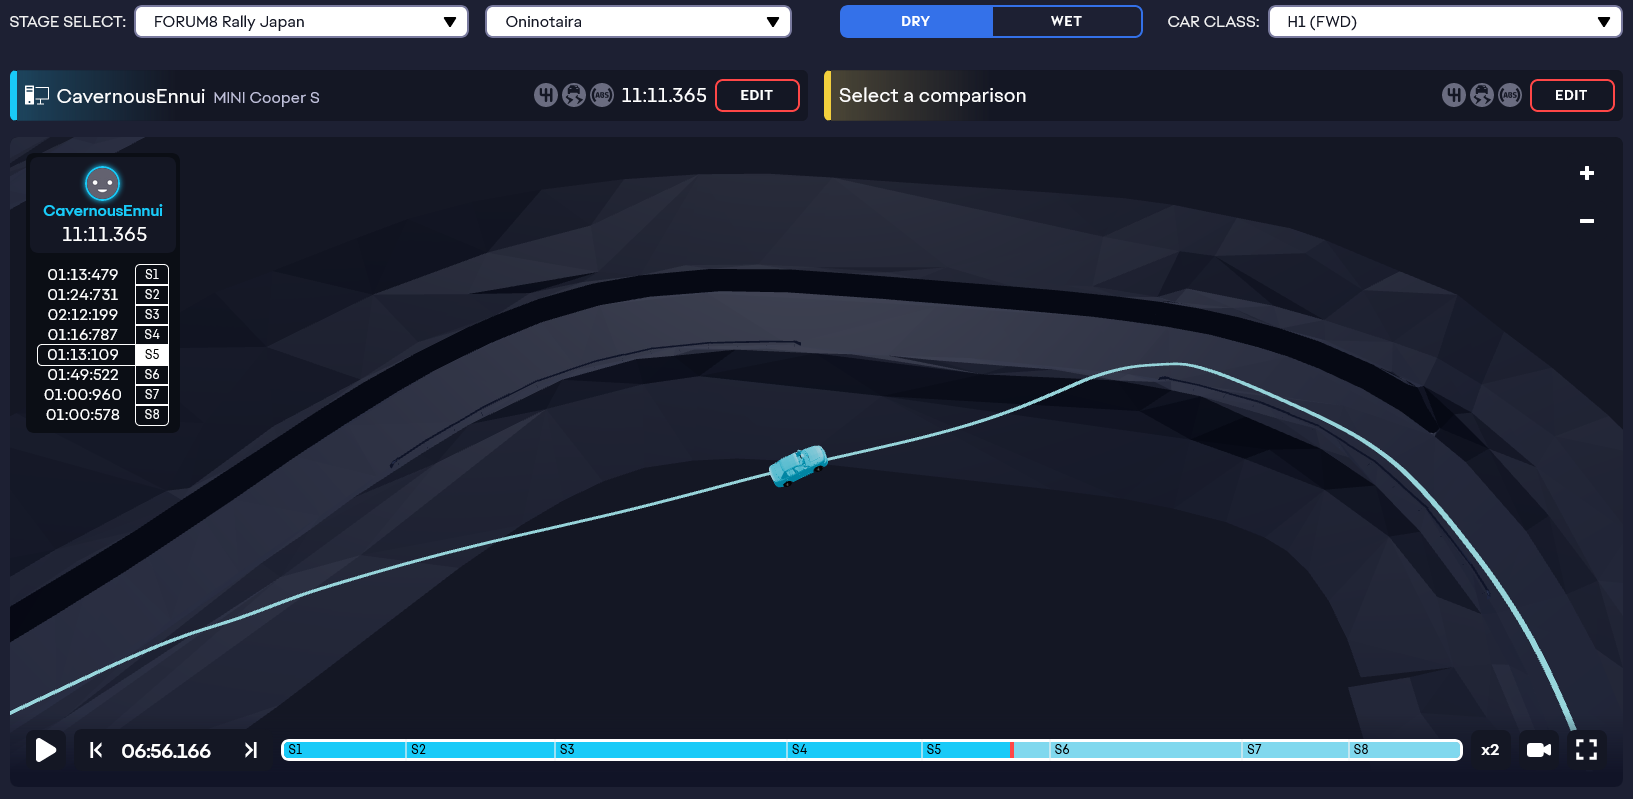 STAGE SELECT: FORUM8 Rally Japan Oninotaira DRY WET CAR CLASS: H1 (FWD)
CavernousEnnui MINI Cooper S ABS 11:11.365 EDIT
Select a comparison ABS EDIT
CavernousEnnui
11:11.365
01:13:479 S1
01:24:731 S2
02:12:199 S3
01:16:787 S4
01:13:109 S5
01:49:522 S6
01:00:960 S7
01:00:578 S8
06:56.166 S1 S2 S3 S4 S5 S6 S7 S8 x2